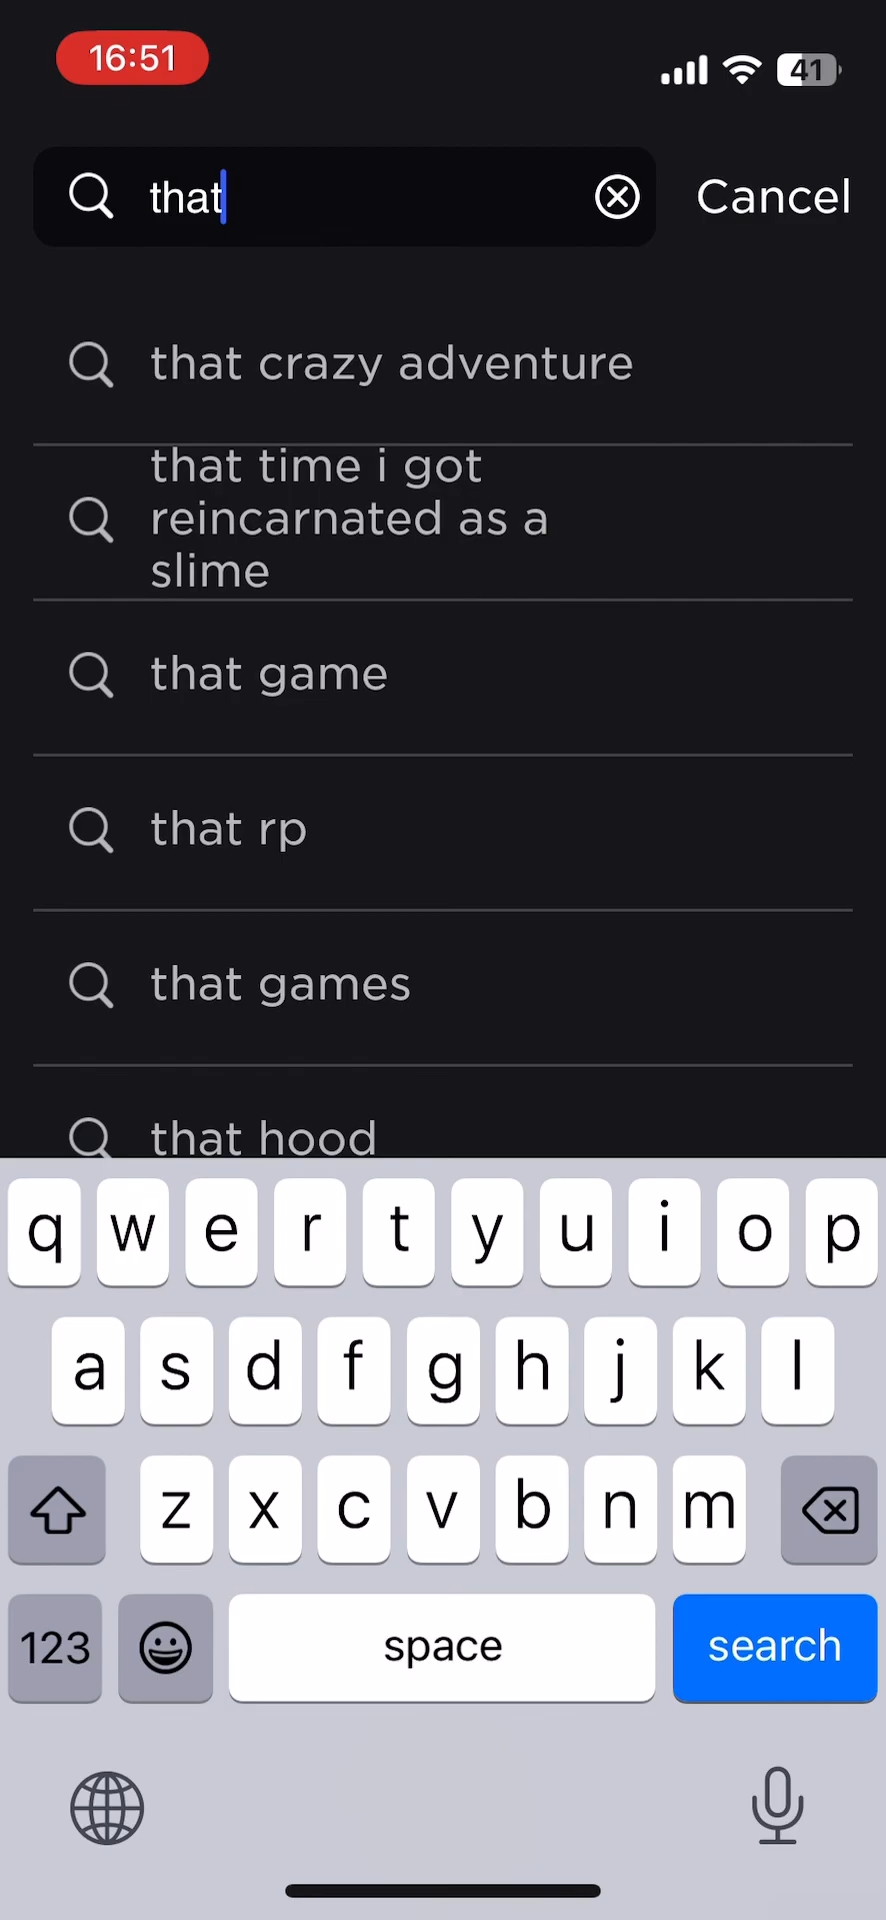 16:51
41
that
Cancel
that crazy adventure
that time i got
reincarnated as a
slime
that game
that rp
that games
that hood
q w e r t y u i o p
a s d f g h j k l
z x c v b n m
123
space
search